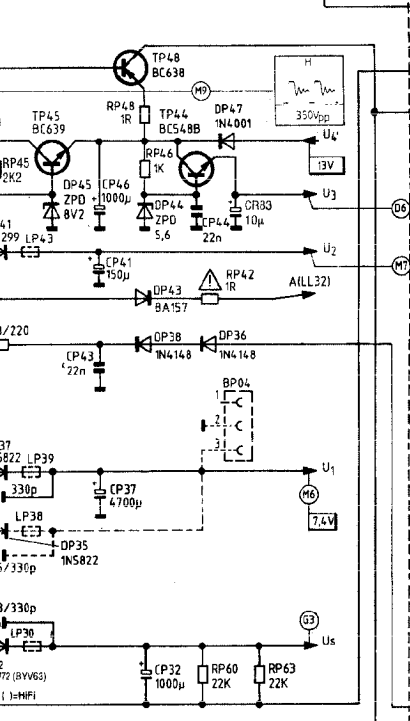 TP48
BC638
H
350Vpp
M9
RP48
1R
TP45
BC639
TP44
BC548B
DP47
1N4001
U4'
13V
RP45
2K2
RP46
1K
DP45
ZPD
8V2
CP46
1000µ
DP44
ZPD
5,6
CP44
22n
CR83
10µ
U3
D6
41
299
LP43
CP41
150µ
U2
M7
DP43
BA157
RP42
1R
A(LL32)
/220
CP43
22n
DP38
1N4148
DP36
1N4148
BP04
1
2
3
37
5822
LP39
330p
CP37
4700µ
U1
M6
7,4V
LP38
DP35
1N5822
/330p
/330p
LP30
G3
Us
CP32
1000µ
RP60
22K
RP63
22K
772 (BYV63)
( )=HiFi